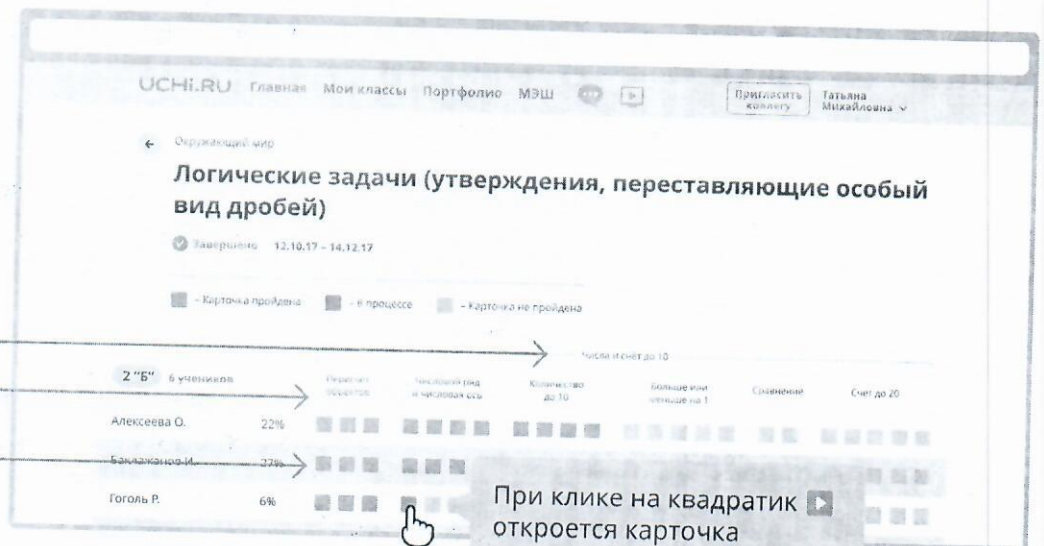 UCHi.RU Главная Мои классы Портфолио МЭШ
Пригласить коллегу
Татьяна Михайловна
Окружающий мир
Логические задачи (утверждения, переставляющие особый
вид дробей)
Завершено 12.10.17 – 14.12.17
– Карточка пройдена – в процессе – Карточка не пройдена
Числа и счёт до 10
2 "Б" 6 учеников
Пересчет объектов
Числовой ряд и числовая ось
Количество до 10
Больше или меньше на 1
Сравнение
Счет до 20
Алексеева О. 22%
Баклажанов И. 27%
Гоголь Р. 6%
При клике на квадратик
откроется карточка